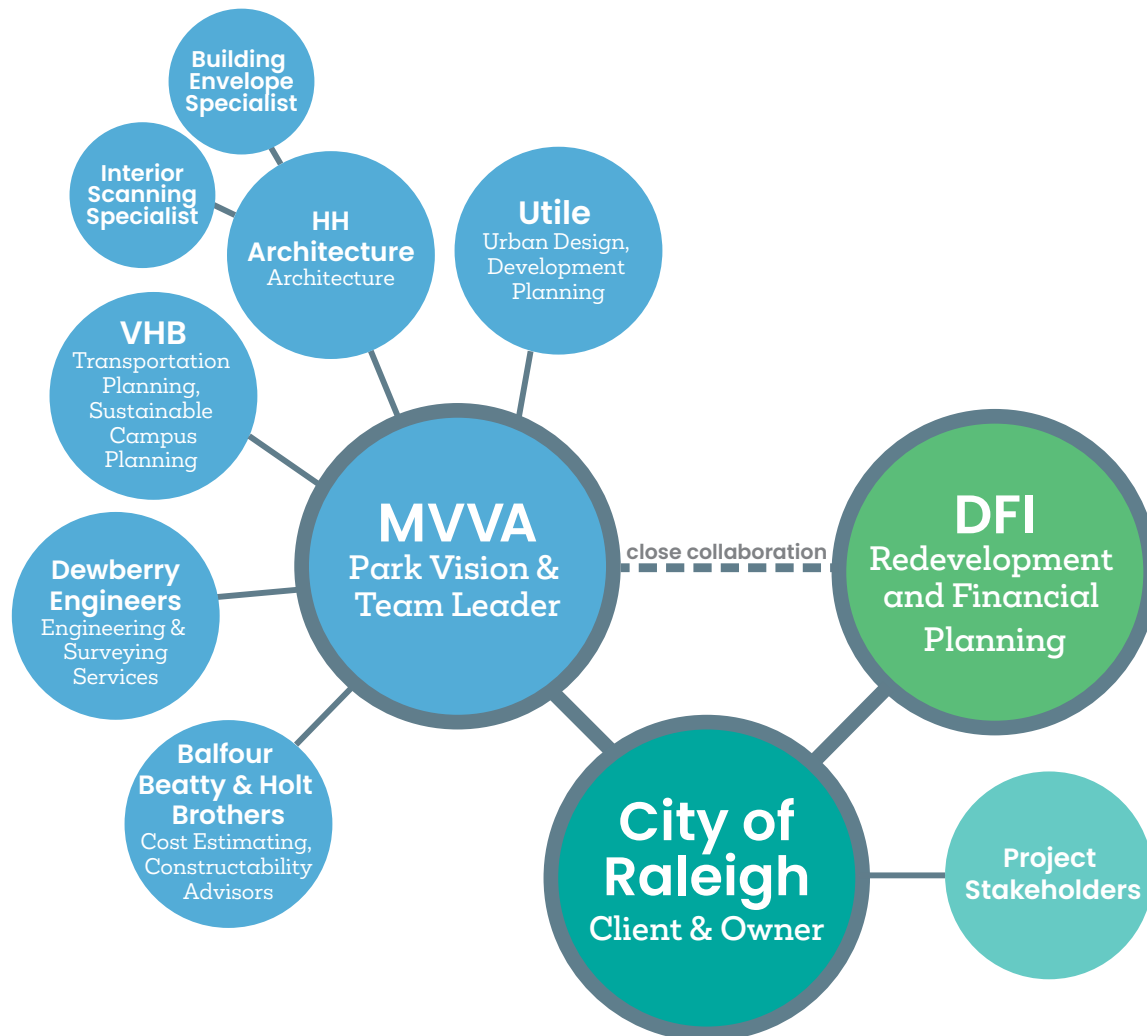 Building
Envelope
Specialist
Interior
Scanning
Specialist
HH
Architecture
Architecture
Utile
Urban Design,
Development
Planning
VHB
Transportation
Planning,
Sustainable
Campus
Planning
MVVA
Park Vision &
Team Leader
close collaboration
DFI
Redevelopment
and Financial
Planning
Dewberry
Engineers
Engineering &
Surveying
Services
Balfour
Beatty & Holt
Brothers
Cost Estimating,
Constructability
Advisors
City of
Raleigh
Client & Owner
Project
Stakeholders